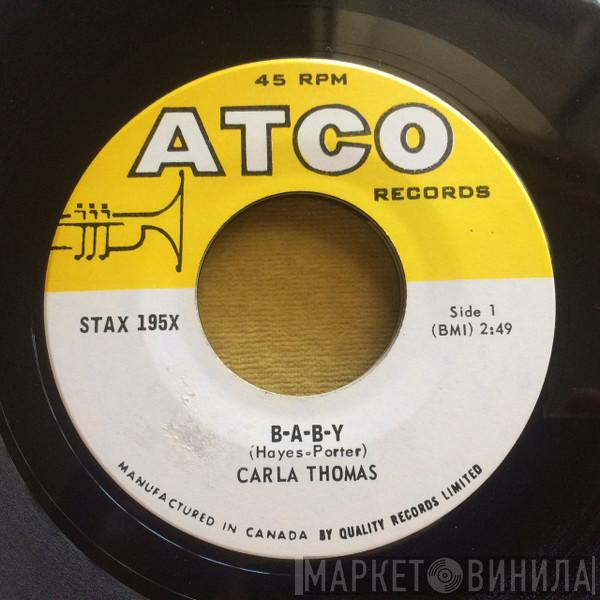 45 RPM
ATCO
RECORDS
STAX 195X
Side 1
(BMI) 2:49
B-A-B-Y
(Hayes-Porter)
CARLA THOMAS
MANUFACTURED IN CANADA BY QUALITY RECORDS LIMITED
МАРКЕТ ВИНИЛА